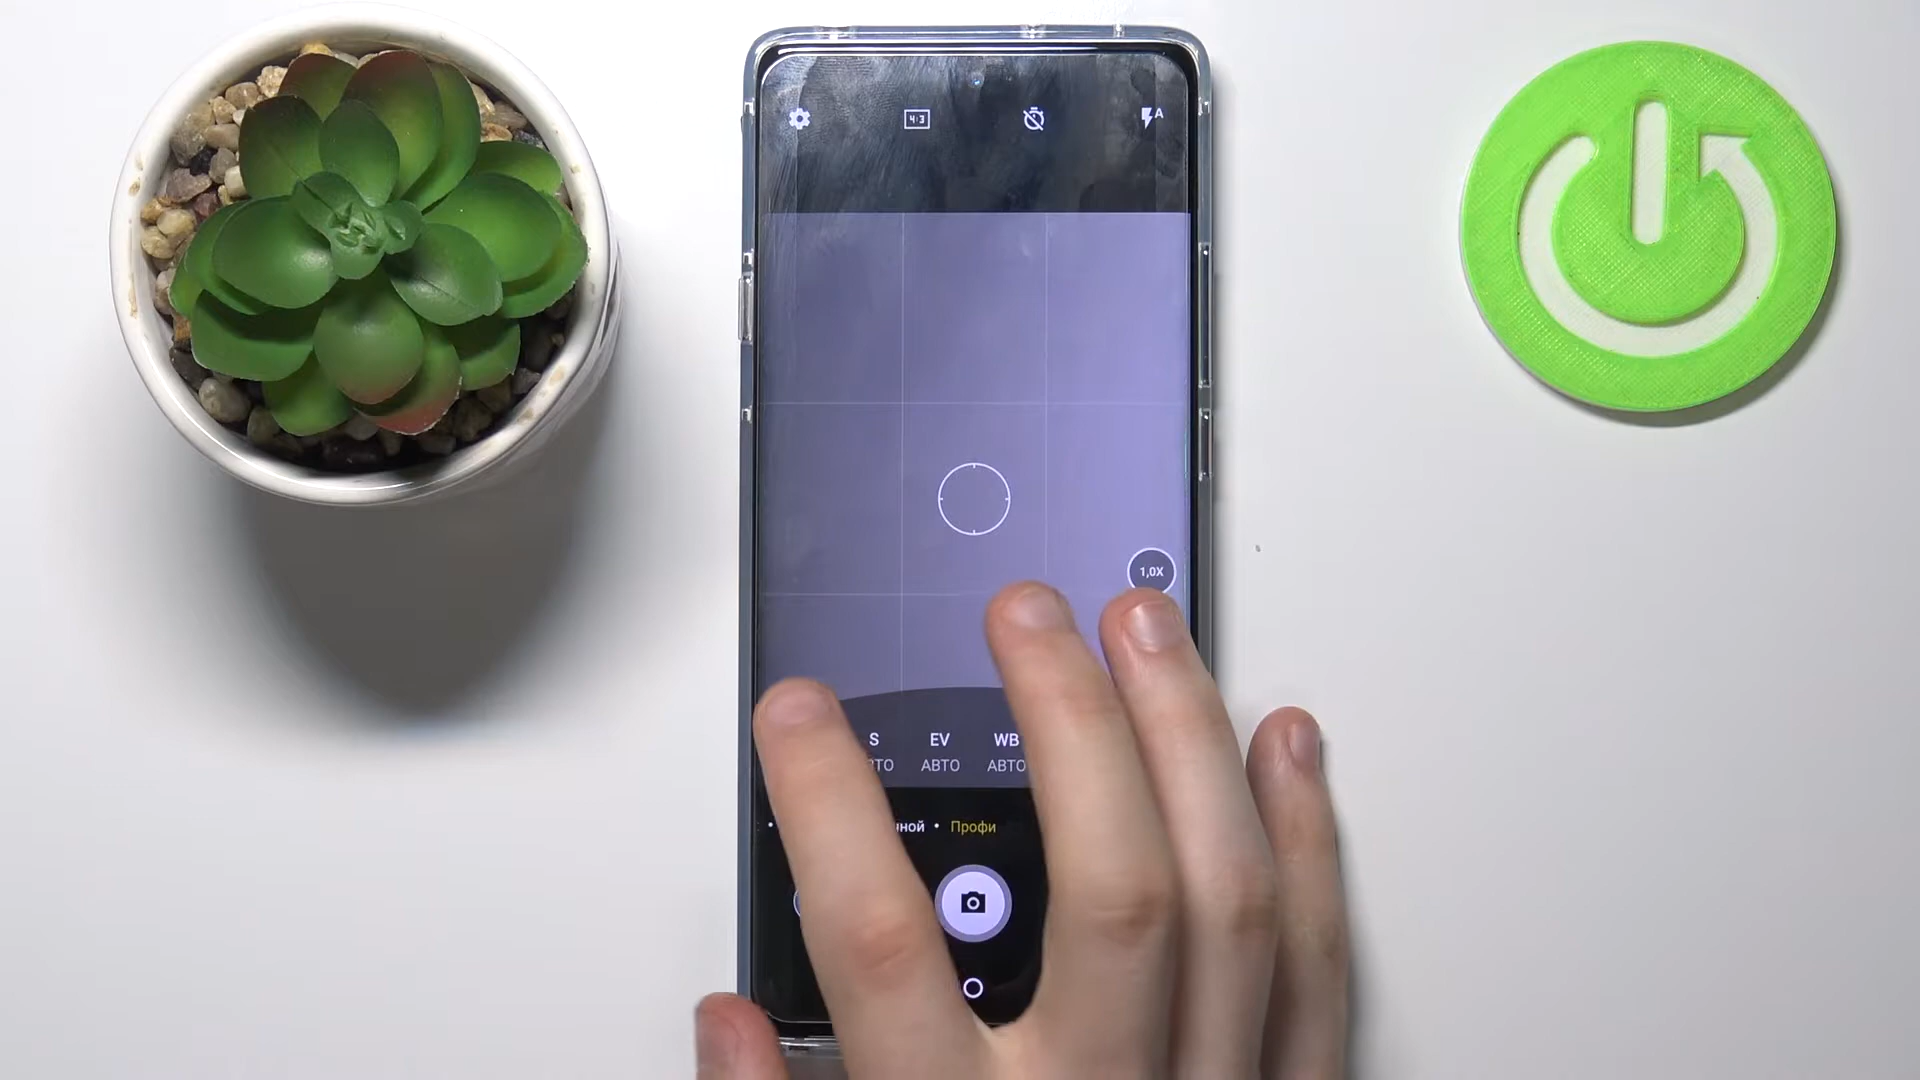 4:3
A
1,0X
S EV WB
АВТО АВТО
• • Профи